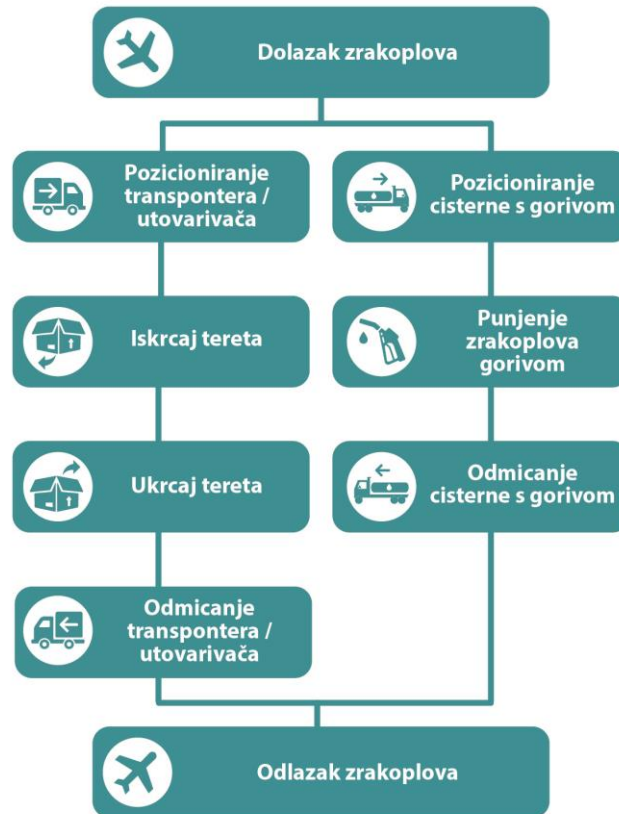 Dolazak zrakoplova
Pozicioniranje
transpontera /
utovarivača
Pozicioniranje
cisterne s gorivom
Iskrcaj tereta
Punjenje
zrakoplova
gorivom
Ukrcaj tereta
Odmicanje
cisterne s gorivom
Odmicanje
transpontera /
utovarivača
Odlazak zrakoplova